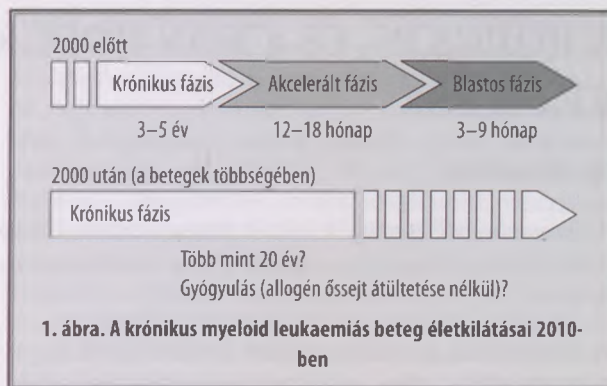 2000 előtt
Krónikus fázis
Akcelerált fázis
Blastos fázis
3–5 év
12–18 hónap
3–9 hónap
2000 után (a betegek többségében)
Krónikus fázis
Több mint 20 év?
Gyógyulás (allogén őssejt átültetése nélkül)?
1. ábra. A krónikus myeloid leukaemiás beteg életkilátásai 2010-
ben